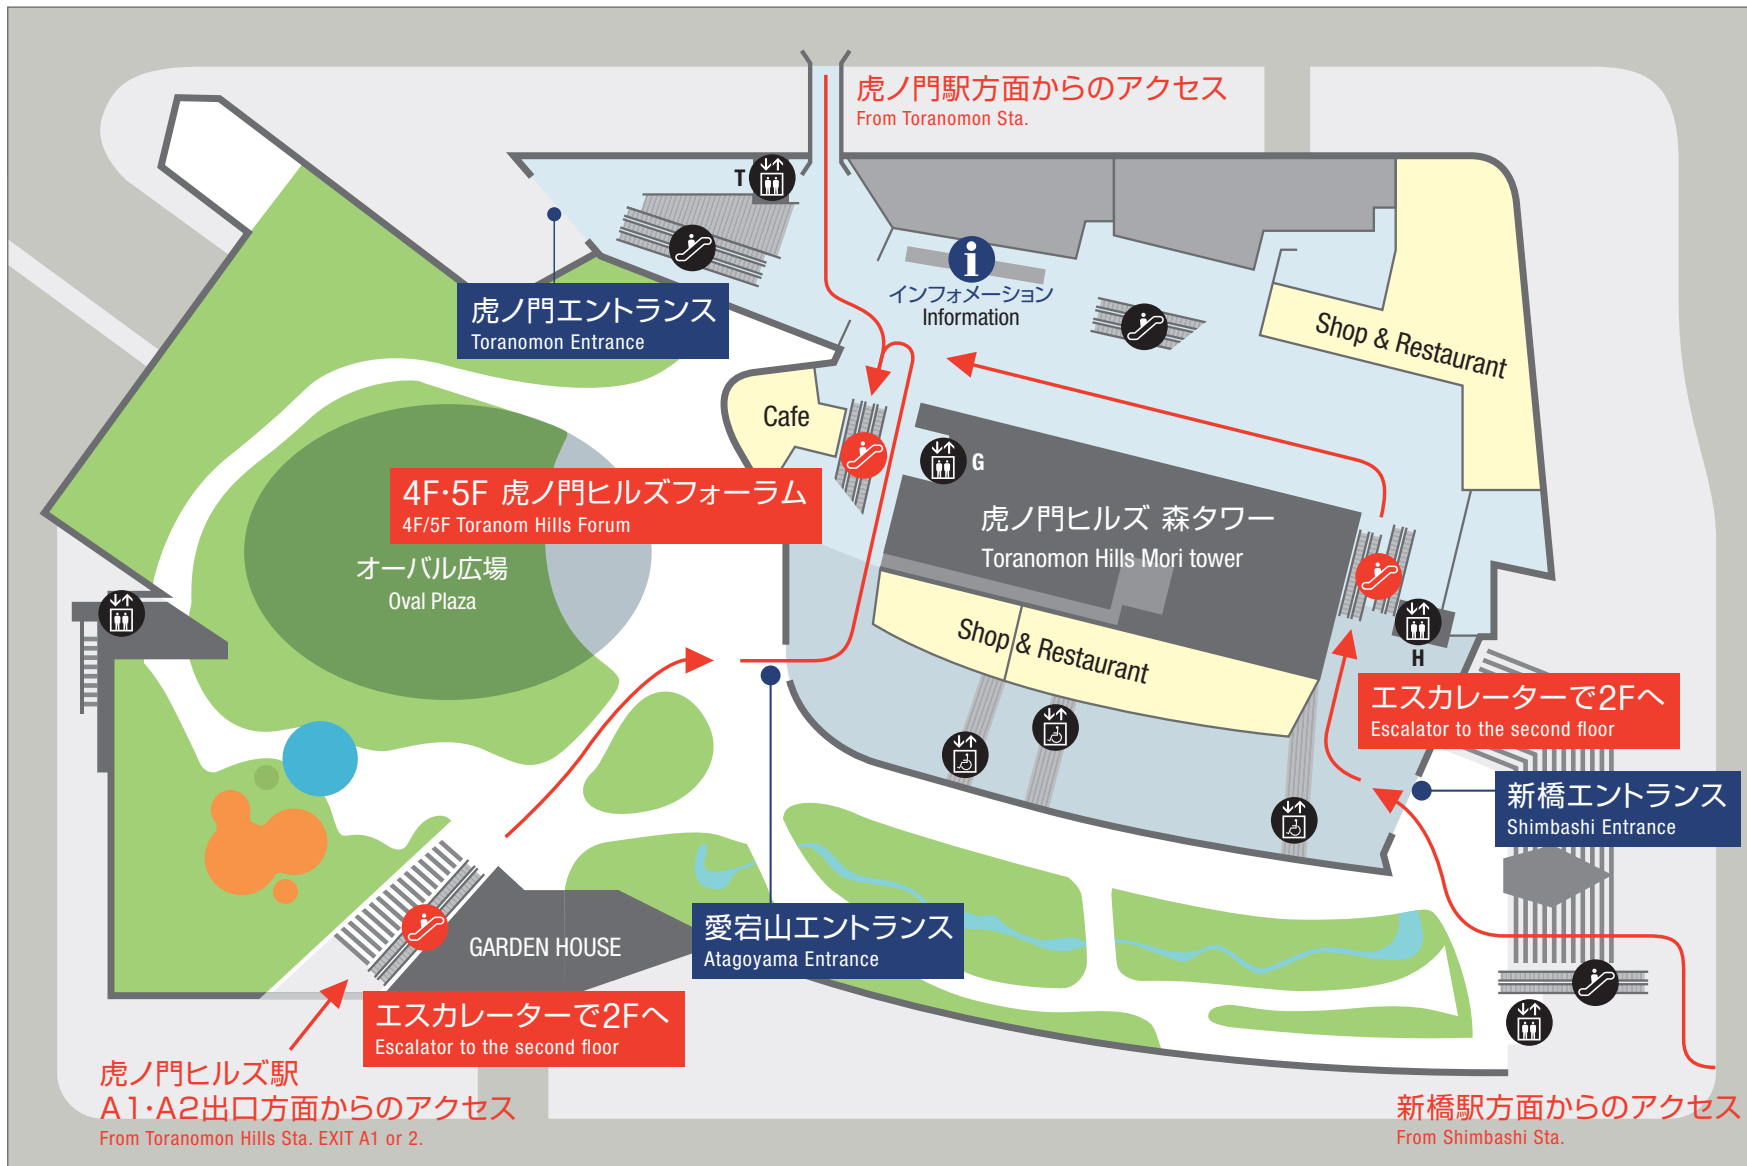 虎ノ門駅方面からのアクセス
From Toranomon Sta.
T
虎ノ門エントランス
Toranomon Entrance
インフォメーション
Information
Shop & Restaurant
Cafe
G
4F・5F 虎ノ門ヒルズフォーラム
4F/5F Toranom Hills Forum
虎ノ門ヒルズ 森タワー
Toranomon Hills Mori tower
オーバル広場
Oval Plaza
Shop & Restaurant
H
エスカレーターで2Fへ
Escalator to the second floor
新橋エントランス
Shimbashi Entrance
愛宕山エントランス
Atagoyama Entrance
GARDEN HOUSE
エスカレーターで2Fへ
Escalator to the second floor
虎ノ門ヒルズ駅
A1・A2出口方面からのアクセス
From Toranomon Hills Sta. EXIT A1 or 2.
新橋駅方面からのアクセス
From Shimbashi Sta.